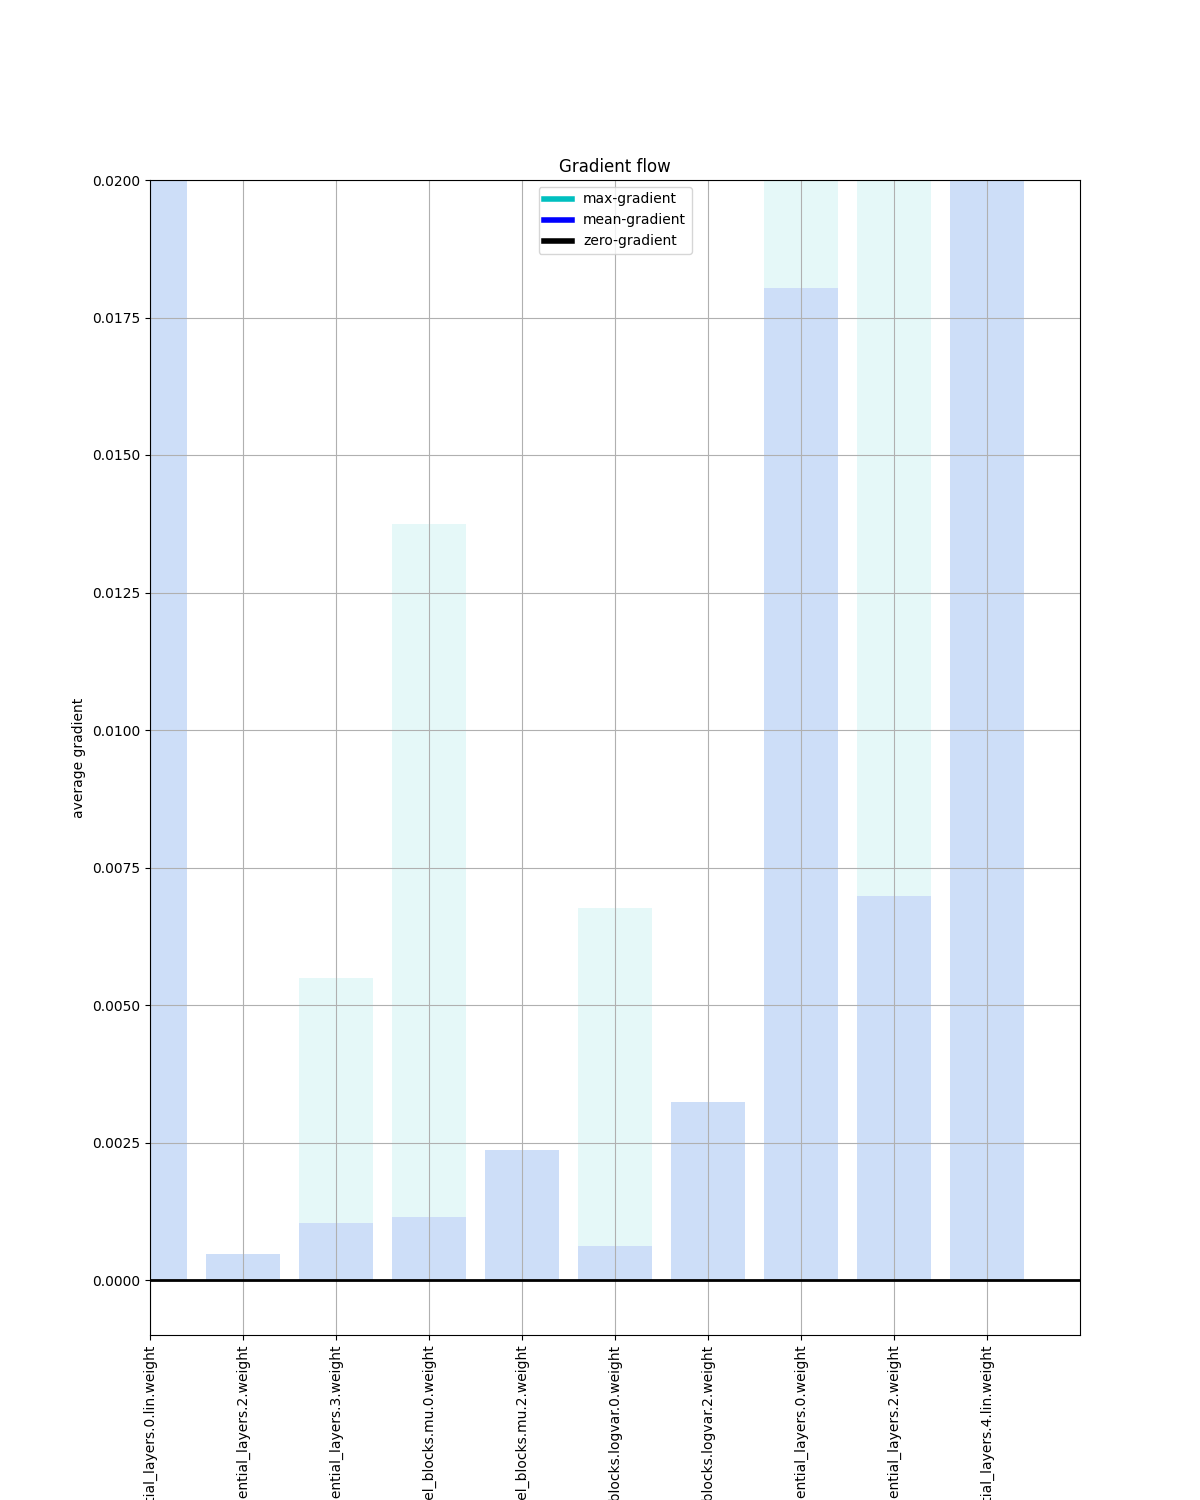 Gradient flow
max-gradient
mean-gradient
zero-gradient
0.0200
0.0175
0.0150
0.0125
0.0100
0.0075
0.0050
0.0025
0.0000
average gradient
tial_layers.0.lin.weight
ential_layers.2.weight
ential_layers.3.weight
el_blocks.mu.0.weight
el_blocks.mu.2.weight
blocks.logvar.0.weight
blocks.logvar.2.weight
ential_layers.0.weight
ential_layers.2.weight
tial_layers.4.lin.weight